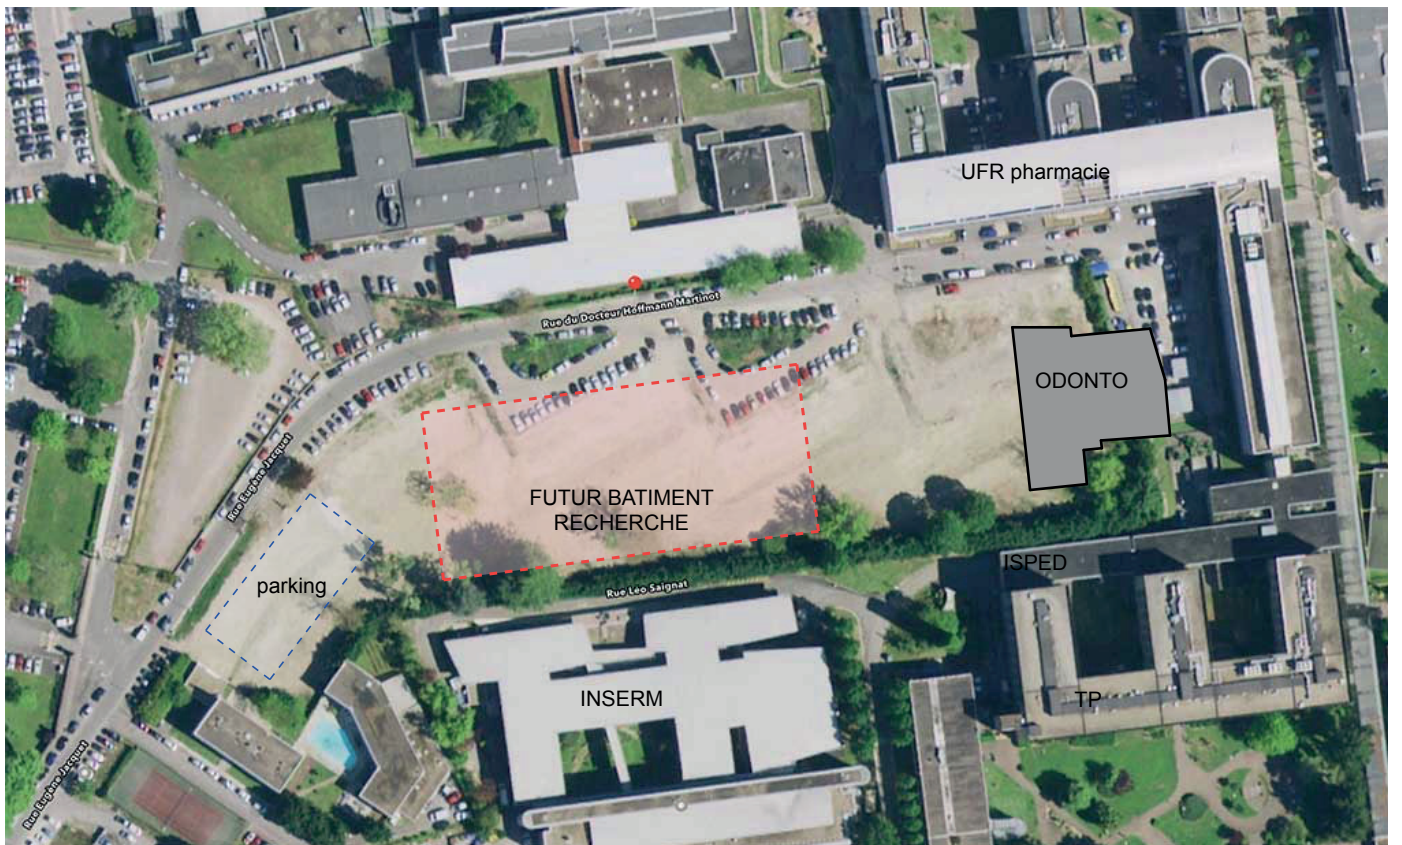 UFR pharmacie
Rue du Docteur Hoffmann Martinot
ODONTO
Rue Eugène Jacquet
FUTUR BATIMENT
RECHERCHE
parking
ISPED
Rue Léo Saignat
INSERM
TP
Rue Eugène Jacquet